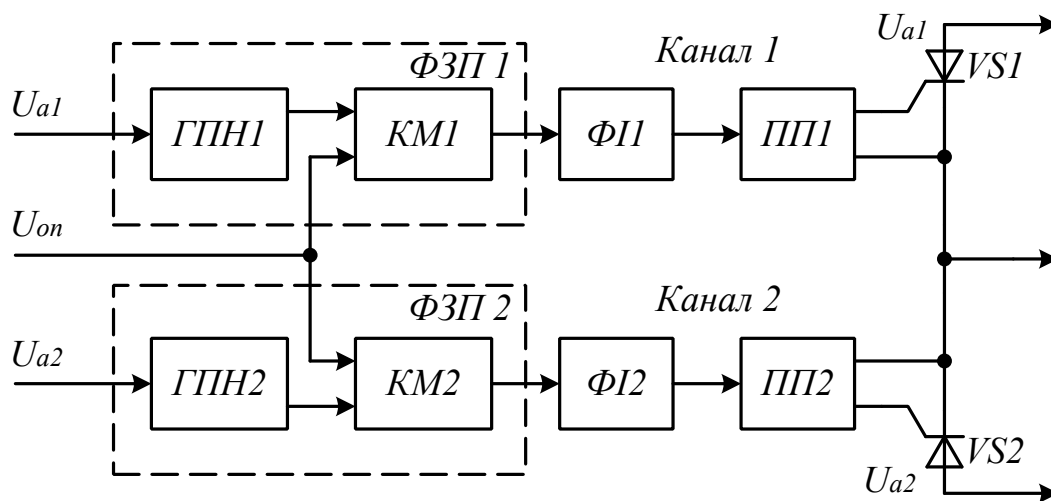 Ua1
ФЗП 1
Канал 1
VS1
Ua1
ГПН1
КМ1
ФІ1
ПП1
Uоп
ФЗП 2
Канал 2
Ua2
ГПН2
КМ2
ФІ2
ПП2
VS2
Ua2